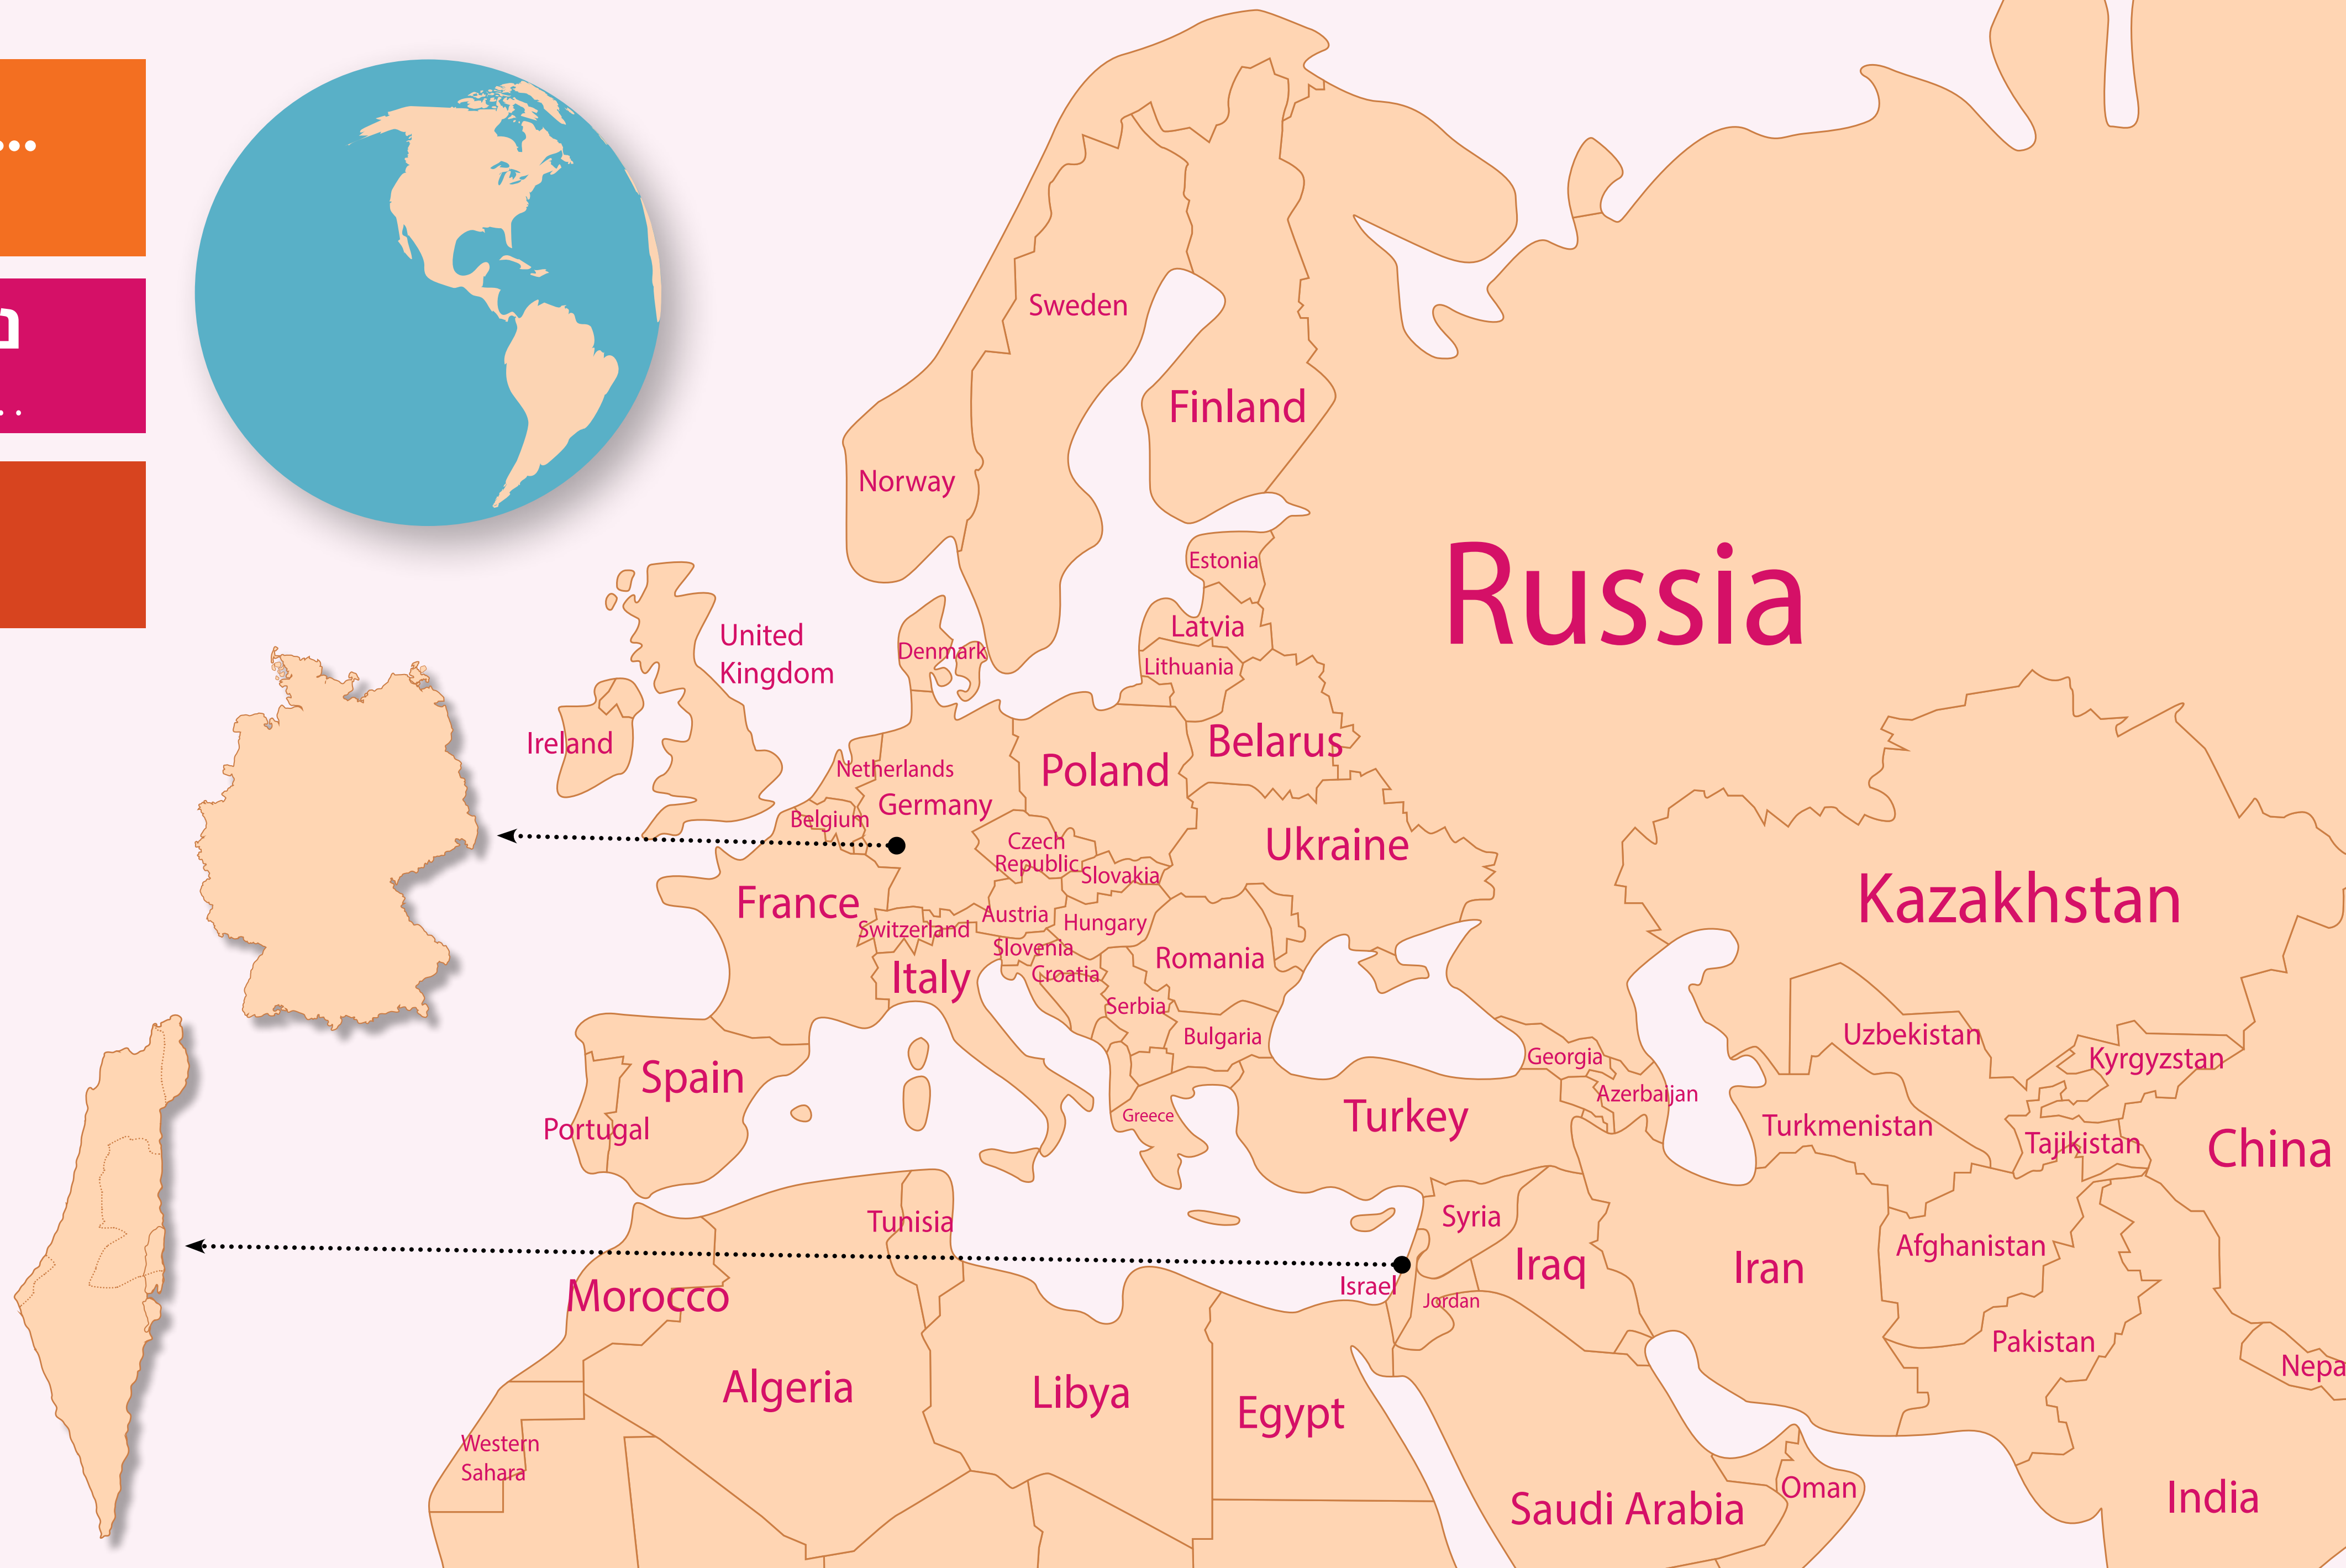 ...
ם
. .
Sweden
Finland
Norway
Russia
Estonia
Latvia
Lithuania
United
Kingdom
Denmark
Ireland
Belarus
Poland
Netherlands
Germany
Belgium
Czech
Republic
Slovakia
Ukraine
France
Switzerland
Austria
Hungary
Slovenia
Croatia
Italy
Romania
Serbia
Bulgaria
Kazakhstan
Uzbekistan
Kyrgyzstan
Georgia
Azerbaijan
Turkmenistan
Tajikistan
China
Spain
Portugal
Greece
Turkey
Tunisia
Syria
Iraq
Iran
Afghanistan
Israel
Jordan
Morocco
Pakistan
Nepa
Algeria
Libya
Egypt
Western
Sahara
Saudi Arabia
Oman
India